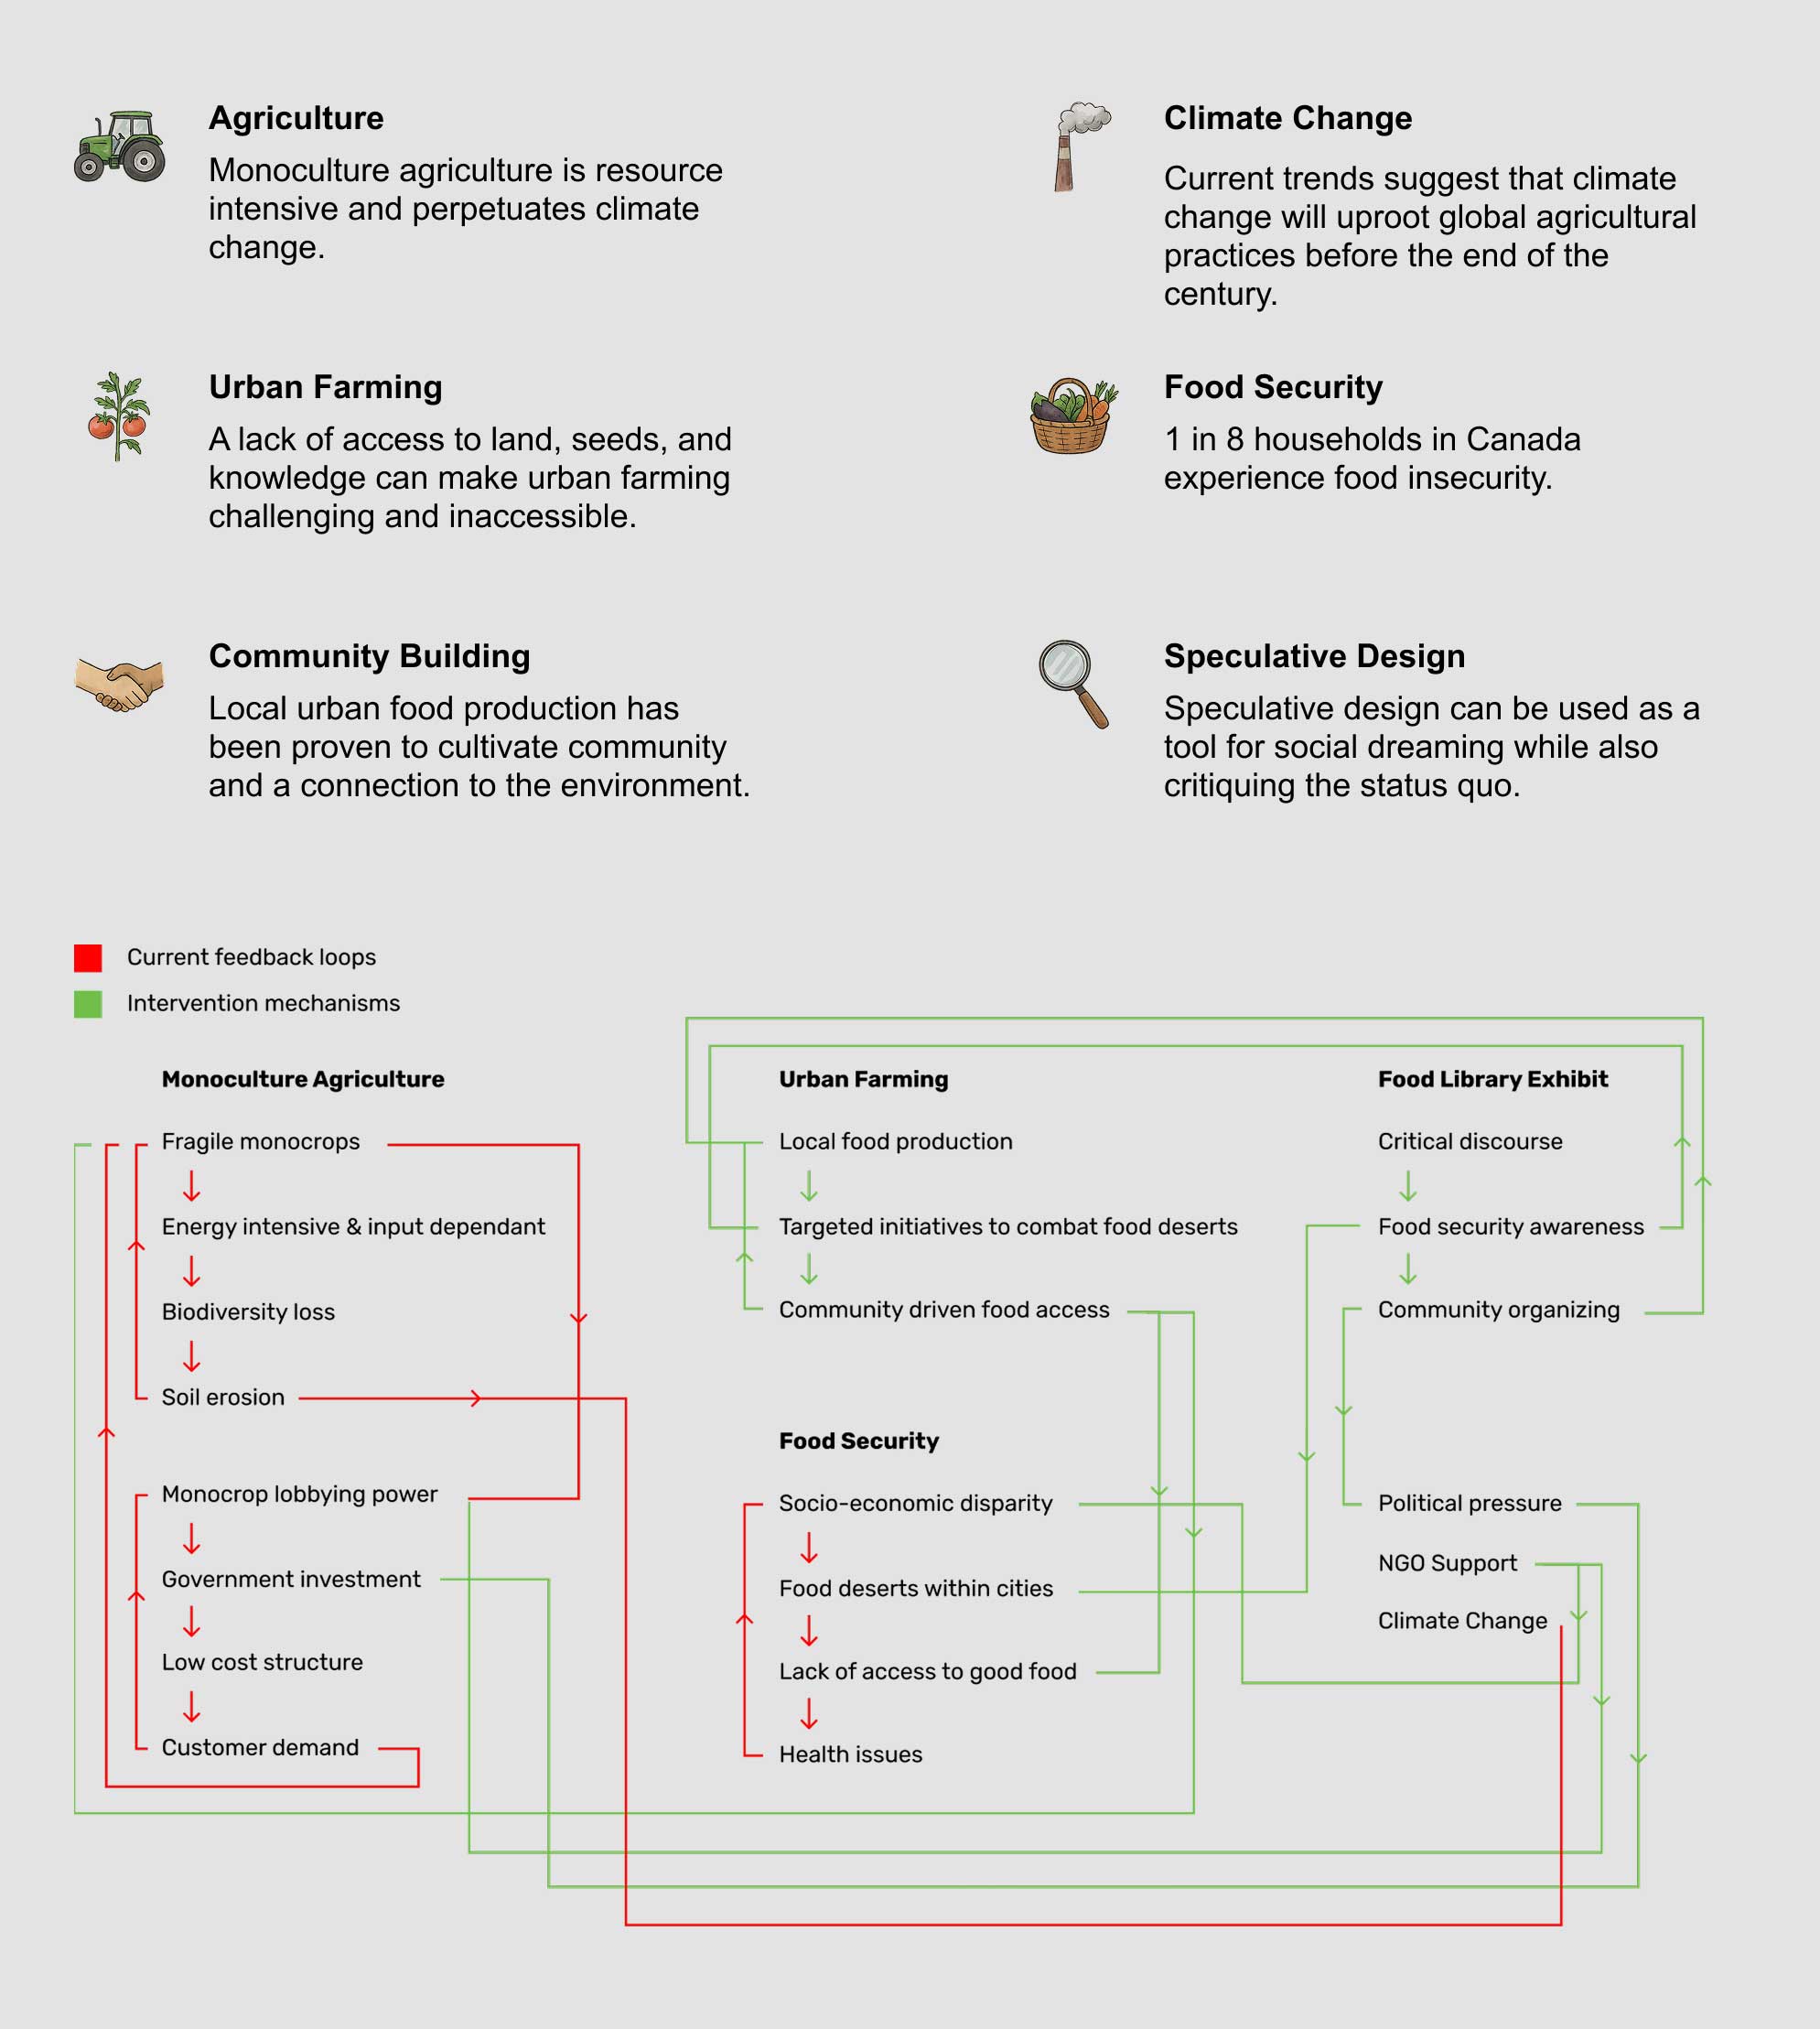 Agriculture
Monoculture agriculture is resource
intensive and perpetuates climate
change.
Climate Change
Current trends suggest that climate
change will uproot global agricultural
practices before the end of the
century.
Urban Farming
A lack of access to land, seeds, and
knowledge can make urban farming
challenging and inaccessible.
Food Security
1 in 8 households in Canada
experience food insecurity.
Community Building
Local urban food production has
been proven to cultivate community
and a connection to the environment.
Speculative Design
Speculative design can be used as a
tool for social dreaming while also
critiquing the status quo.
Current feedback loops
Intervention mechanisms
Monoculture Agriculture
Fragile monocrops
Energy intensive & input dependant
Biodiversity loss
Soil erosion
Monocrop lobbying power
Government investment
Low cost structure
Customer demand
Urban Farming
Local food production
Targeted initiatives to combat food deserts
Community driven food access
Food Security
Socio-economic disparity
Food deserts within cities
Lack of access to good food
Health issues
Food Library Exhibit
Critical discourse
Food security awareness
Community organizing
Political pressure
NGO Support
Climate Change